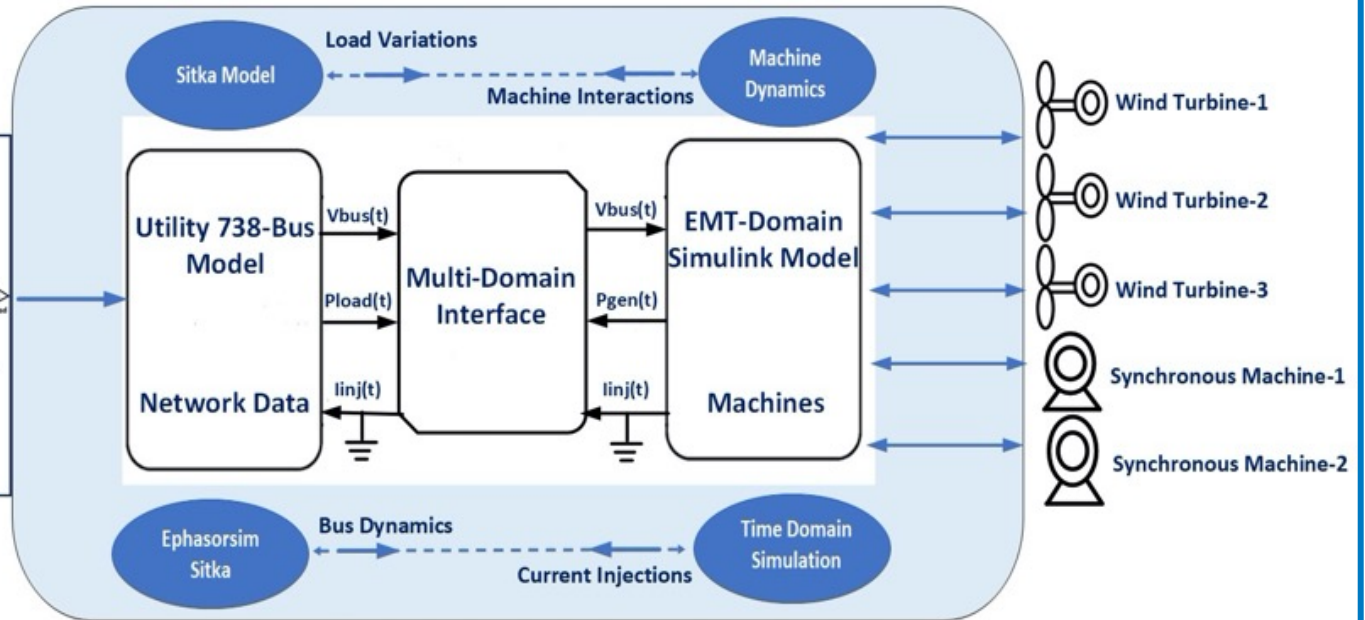 Load Variations
Sitka Model
Machine
Dynamics
Machine Interactions
Wind Turbine-1
Wind Turbine-2
Wind Turbine-3
Synchronous Machine-1
Synchronous Machine-2
Utility 738-Bus
Model
Network Data
Vbus(t)
Pload(t)
Iinj(t)
Multi-Domain
Interface
Vbus(t)
Pgen(t)
Iinj(t)
EMT-Domain
Simulink Model
Machines
Ephasorsim
Sitka
Bus Dynamics
Current Injections
Time Domain
Simulation